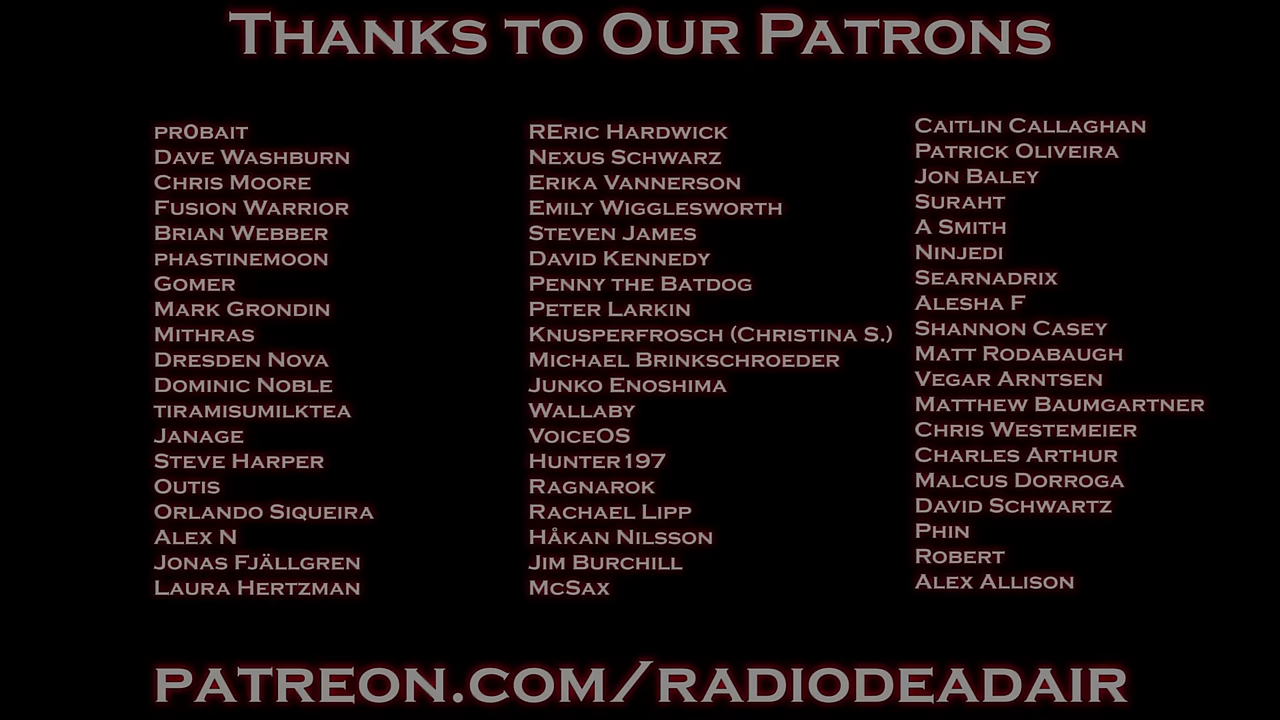 Thanks to Our Patrons
pr0bait
Dave Washburn
Chris Moore
Fusion Warrior
Brian Webber
phastinemoon
Gomer
Mark Grondin
Mithras
Dresden Nova
Dominic Noble
tiramisumilktea
Janage
Steve Harper
Outis
Orlando Siqueira
Alex N
Jonas Fjällgren
Laura Hertzman
REric Hardwick
Nexus Schwarz
Erika Vannerson
Emily Wigglesworth
Steven James
David Kennedy
Penny the Batdog
Peter Larkin
Knusperfrosch (Christina S.)
Michael Brinkschroeder
Junko Enoshima
Wallaby
VoiceOS
Hunter197
Ragnarok
Rachael Lipp
Håkan Nilsson
Jim Burchill
McSax
Caitlin Callaghan
Patrick Oliveira
Jon Baley
Suraht
A Smith
Ninjedi
Searnadrix
Alesha F
Shannon Casey
Matt Rodabaugh
Vegar Arntsen
Matthew Baumgartner
Chris Westemeier
Charles Arthur
Malcus Dorroga
David Schwartz
Phin
Robert
Alex Allison
patreon.com/radiodeadair